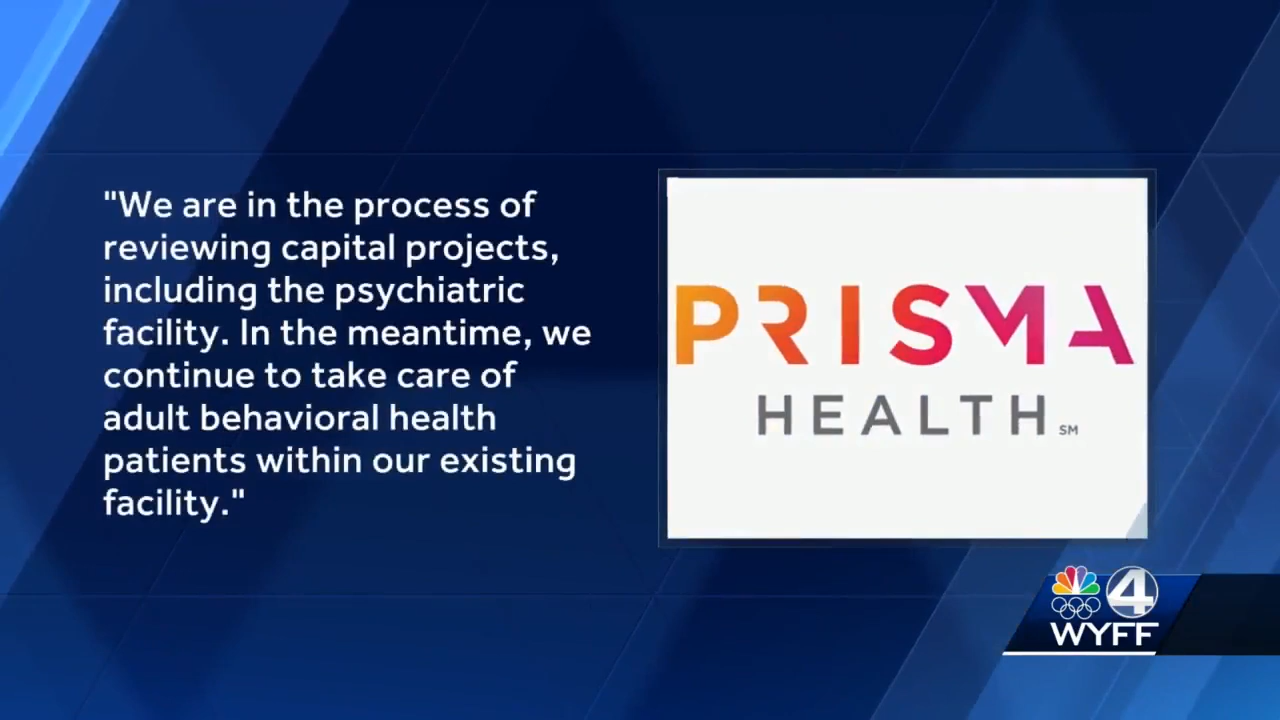 "We are in the process of
reviewing capital projects,
including the psychiatric
facility. In the meantime, we
continue to take care of
adult behavioral health
patients within our existing
facility."
PRISMA
HEALTH SM
4
WYFF